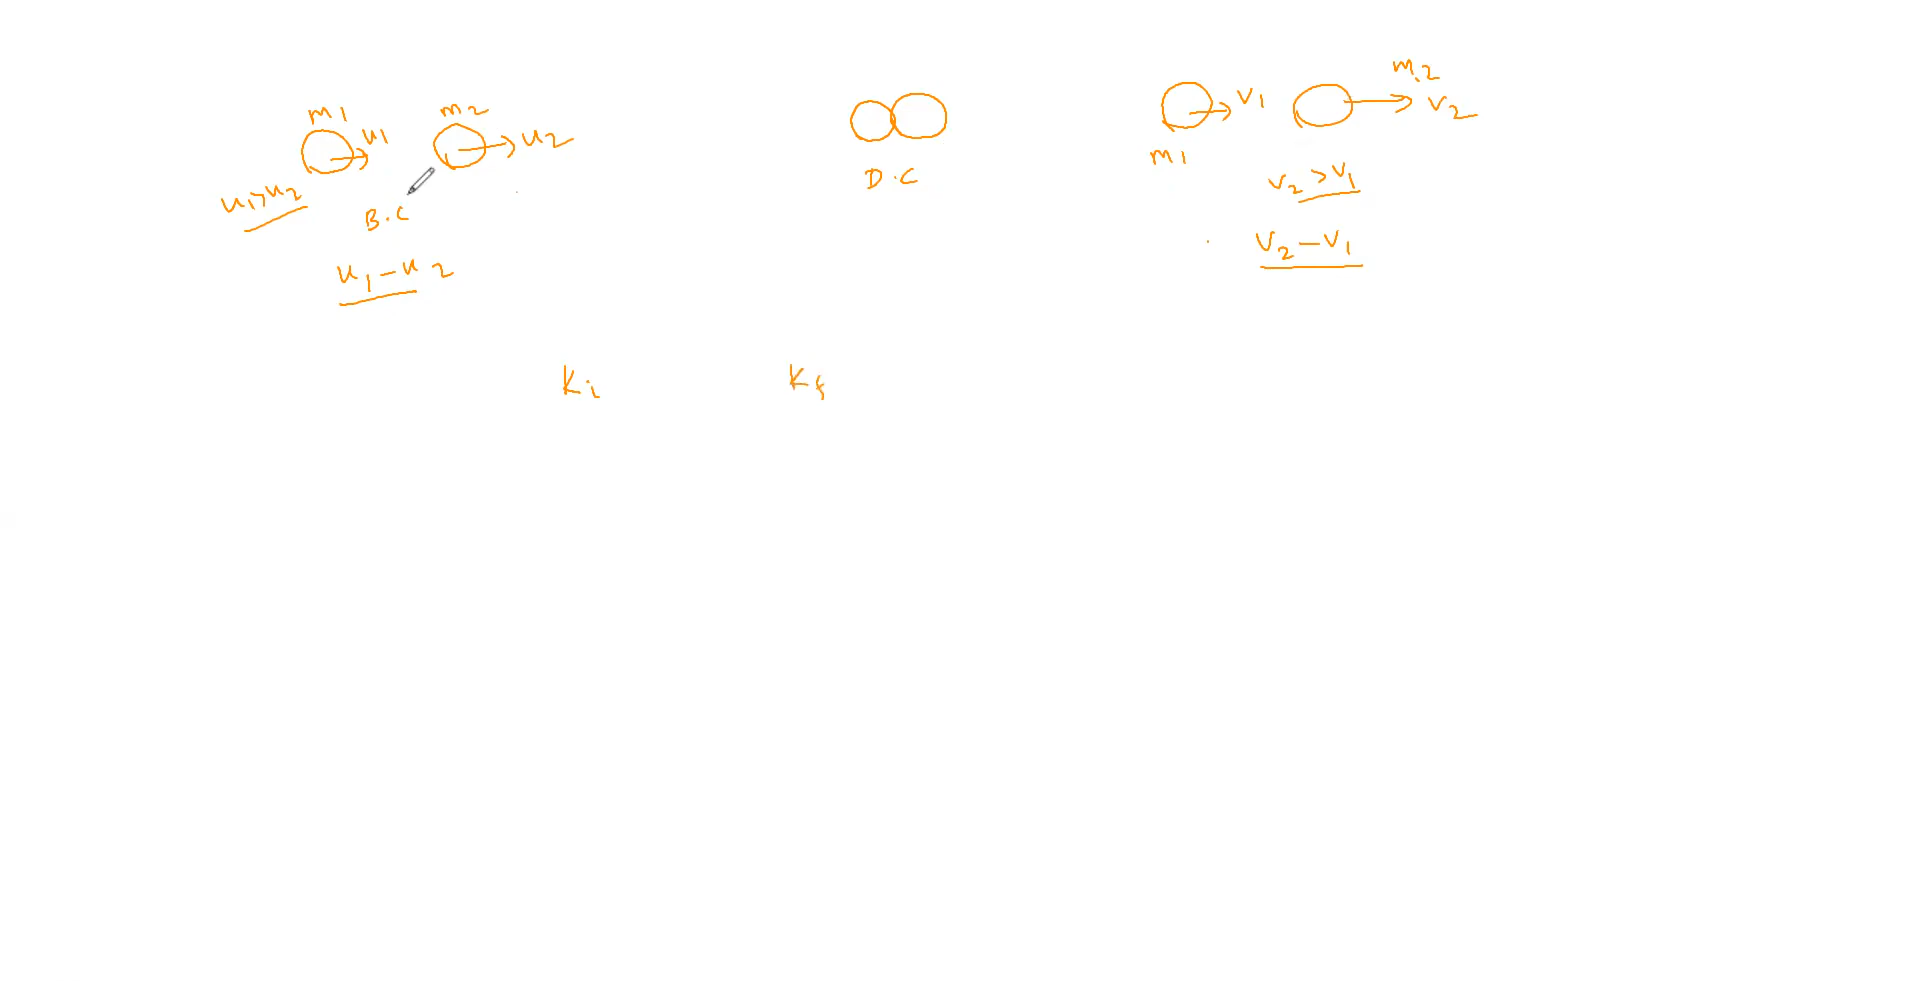 m1 u1 m2 u2
u1>u2
B.C
u1-u2
D.C
m1 v1 m2 v2
v2>v1
v2-v1
Ki Kf